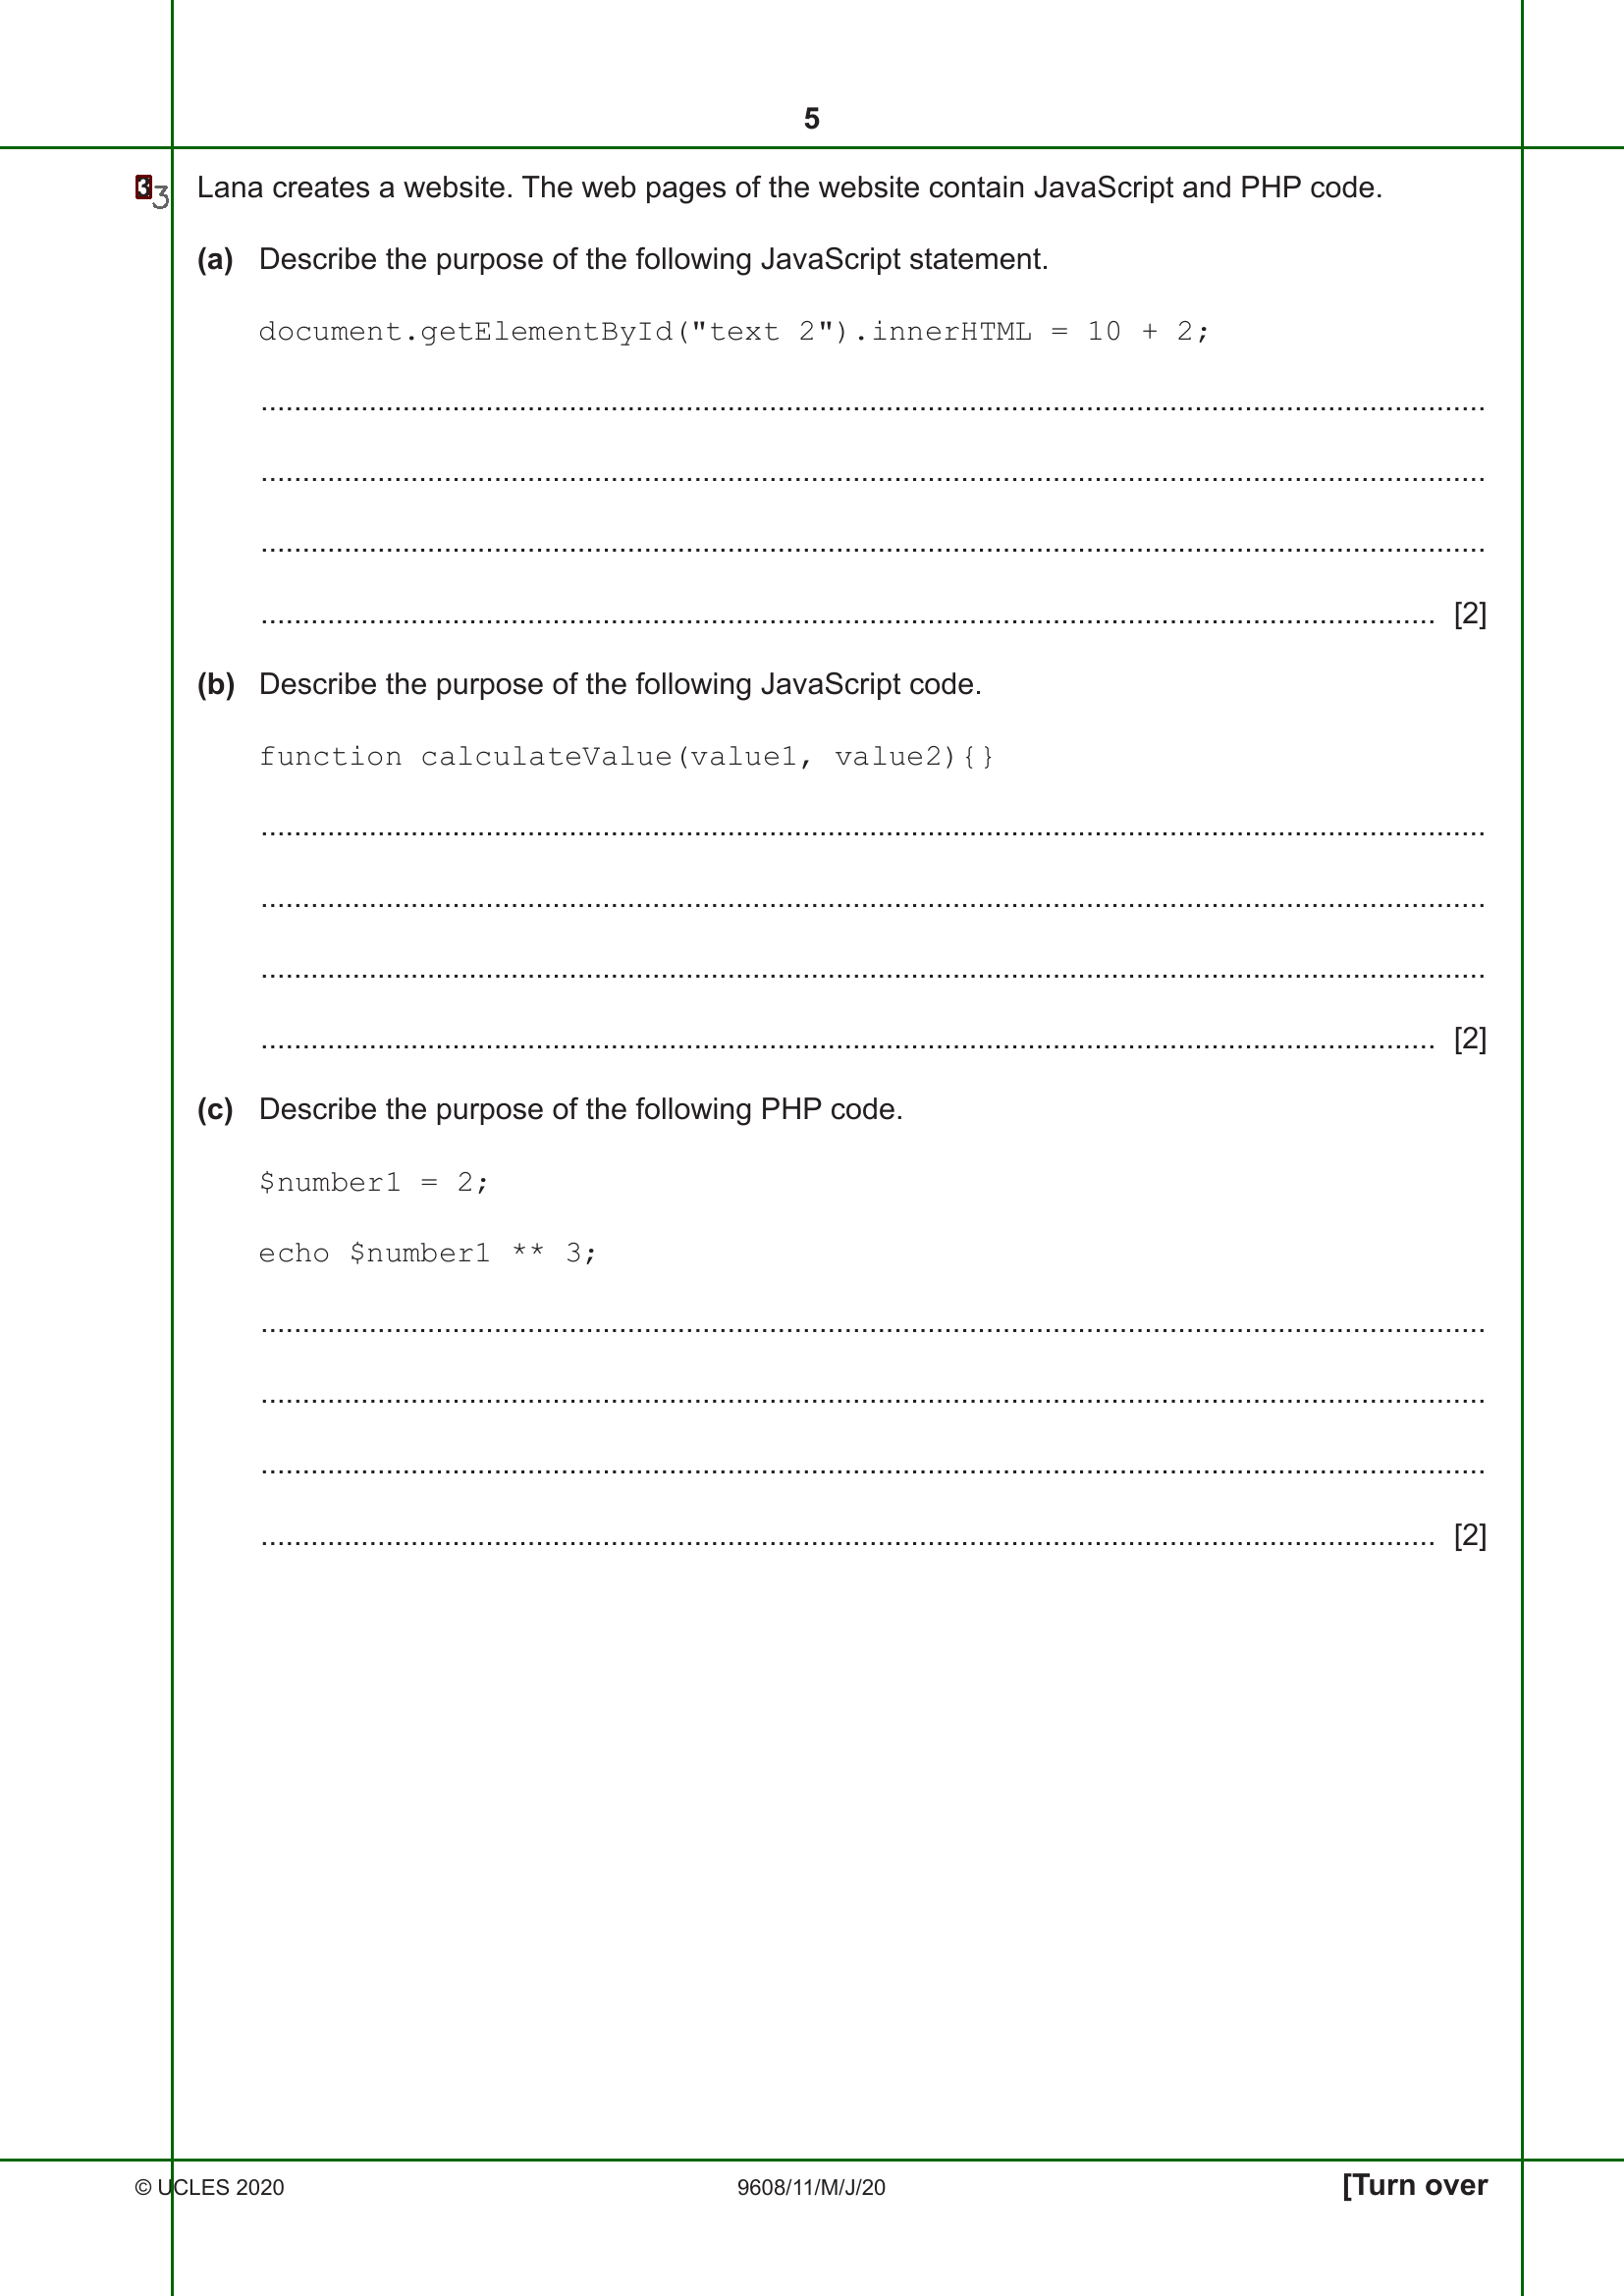 5
3 3 Lana creates a website. The web pages of the website contain JavaScript and PHP code.
(a) Describe the purpose of the following JavaScript statement.
document.getElementById("text 2").innerHTML = 10 + 2;
..........................................................................................
..........................................................................................
..........................................................................................
.......................................................................................... [2]
(b) Describe the purpose of the following JavaScript code.
function calculateValue(value1, value2){}
..........................................................................................
..........................................................................................
..........................................................................................
.......................................................................................... [2]
(c) Describe the purpose of the following PHP code.
$number1 = 2;
echo $number1 ** 3;
..........................................................................................
..........................................................................................
..........................................................................................
.......................................................................................... [2]
© UCLES 2020 9608/11/M/J/20 [Turn over